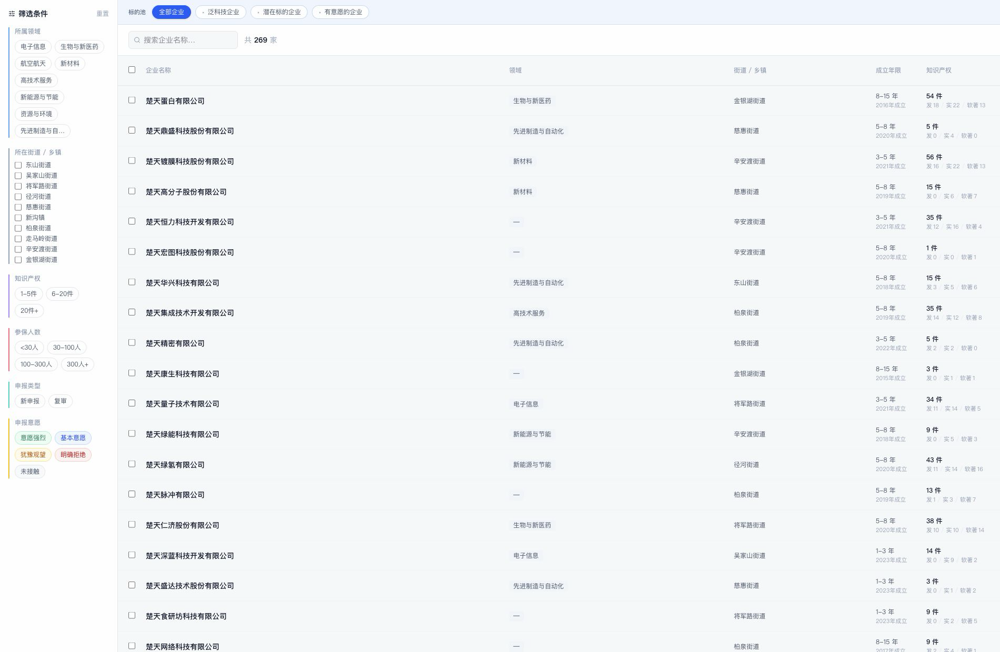 筛选条件 重置
所属领域
电子信息 生物与新医药
航空航天 新材料
高技术服务
新能源与节能
资源与环境
先进制造与自...
所在街道 / 乡镇
东山街道
吴家山街道
将军路街道
径河街道
慈惠街道
新沟镇
柏泉街道
走马岭街道
辛安渡街道
金银湖街道
知识产权
1–5件 6–20件
20件+
参保人数
<30人 30–100人
100–300人 300人+
申报类型
新申报 复审
申报意愿
意愿强烈 基本意愿
犹豫观望 明确拒绝
未接触
标的池 全部企业 · 泛科技企业 · 潜在标的企业 · 有意愿的企业
搜索企业名称... 共 269 家
企业名称 领域 街道 / 乡镇 成立年限 知识产权
楚天蛋白有限公司 生物与新医药 金银湖街道 8–15 年 54 件
2016年成立 发 18 / 实 22 / 软著 13
楚天鼎盛科技股份有限公司 先进制造与自动化 慈惠街道 5–8 年 5 件
2020年成立 发 0 / 实 4 / 软著 0
楚天镀膜科技股份有限公司 新材料 辛安渡街道 3–5 年 56 件
2021年成立 发 16 / 实 22 / 软著 13
楚天高分子股份有限公司 新材料 慈惠街道 5–8 年 15 件
2019年成立 发 0 / 实 6 / 软著 7
楚天恒力科技开发有限公司 — 辛安渡街道 3–5 年 35 件
2021年成立 发 12 / 实 16 / 软著 4
楚天宏图科技股份有限公司 — 辛安渡街道 5–8 年 1 件
2020年成立 发 0 / 实 0 / 软著 1
楚天华兴科技有限公司 先进制造与自动化 东山街道 5–8 年 15 件
2018年成立 发 3 / 实 5 / 软著 6
楚天集成技术开发有限公司 高技术服务 柏泉街道 5–8 年 35 件
2019年成立 发 14 / 实 12 / 软著 8
楚天精密有限公司 先进制造与自动化 柏泉街道 3–5 年 5 件
2022年成立 发 2 / 实 2 / 软著 0
楚天康生科技有限公司 — 金银湖街道 8–15 年 3 件
2015年成立 发 0 / 实 1 / 软著 1
楚天量子技术有限公司 电子信息 将军路街道 3–5 年 34 件
2021年成立 发 11 / 实 14 / 软著 5
楚天绿能科技有限公司 新能源与节能 辛安渡街道 5–8 年 9 件
2018年成立 发 0 / 实 5 / 软著 3
楚天绿氢有限公司 新能源与节能 径河街道 5–8 年 43 件
2020年成立 发 11 / 实 14 / 软著 16
楚天脉冲有限公司 — 柏泉街道 5–8 年 13 件
2019年成立 发 1 / 实 3 / 软著 7
楚天仁济股份有限公司 生物与新医药 将军路街道 5–8 年 38 件
2020年成立 发 10 / 实 10 / 软著 14
楚天深蓝科技开发有限公司 电子信息 吴家山街道 1–3 年 14 件
2023年成立 发 0 / 实 9 / 软著 2
楚天盛达技术股份有限公司 先进制造与自动化 慈惠街道 1–3 年 3 件
2023年成立 发 0 / 实 1 / 软著 2
楚天食研坊科技有限公司 — 将军路街道 1–3 年 9 件
2023年成立 发 0 / 实 2 / 软著 5
楚天网络科技有限公司 — 柏泉街道 8–15 年 9 件
2017年成立 发 2 / 实 4 / 软著 1